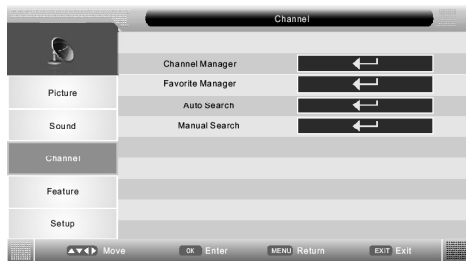 Channel
Channel Manager
Favorite Manager
Auto Search
Manual Search
Picture
Sound
Channel
Feature
Setup
Move OK Enter MENU Return EXIT Exit